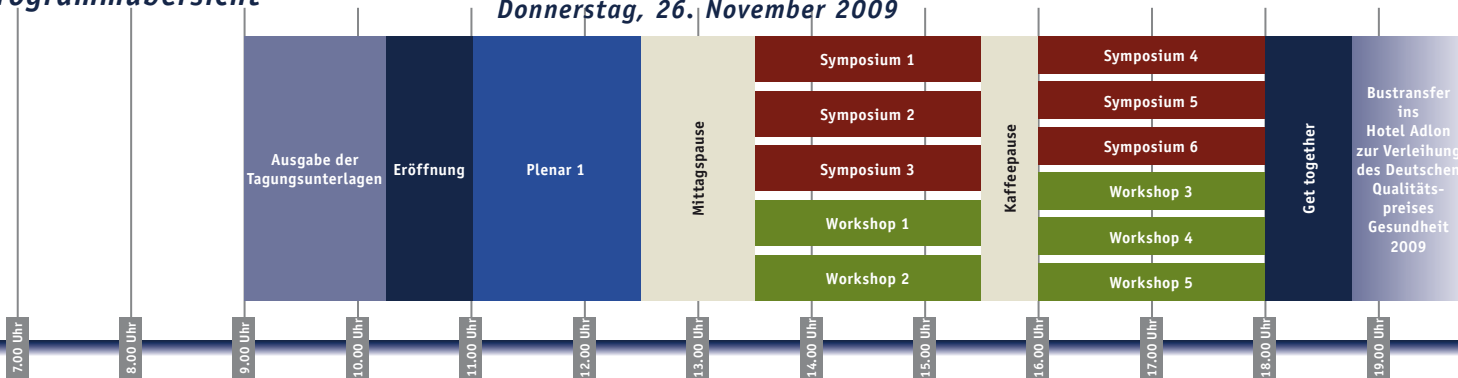 Programmübersicht
Donnerstag, 26. November 2009
Ausgabe der
Tagungsunterlagen
Eröffnung
Plenar 1
Mittagspause
Symposium 1
Symposium 2
Symposium 3
Workshop 1
Workshop 2
Kaffeepause
Symposium 4
Symposium 5
Symposium 6
Workshop 3
Workshop 4
Workshop 5
Get together
Bustransfer
ins
Hotel Adlon
zur Verleihung
des Deutschen
Qualitäts-
preises
Gesundheit
2009
7.00 Uhr
8.00 Uhr
9.00 Uhr
10.00 Uhr
11.00 Uhr
12.00 Uhr
13.00 Uhr
14.00 Uhr
15.00 Uhr
16.00 Uhr
17.00 Uhr
18.00 Uhr
19.00 Uhr